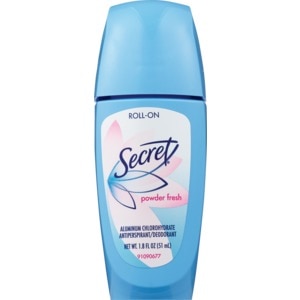 ROLL-ON
Secret
powder fresh
ALUMINUM CHLOROHYDRATE
ANTIPERSPIRANT/DEODORANT
NET WT. 1.8 FL OZ (51 mL)
91090677